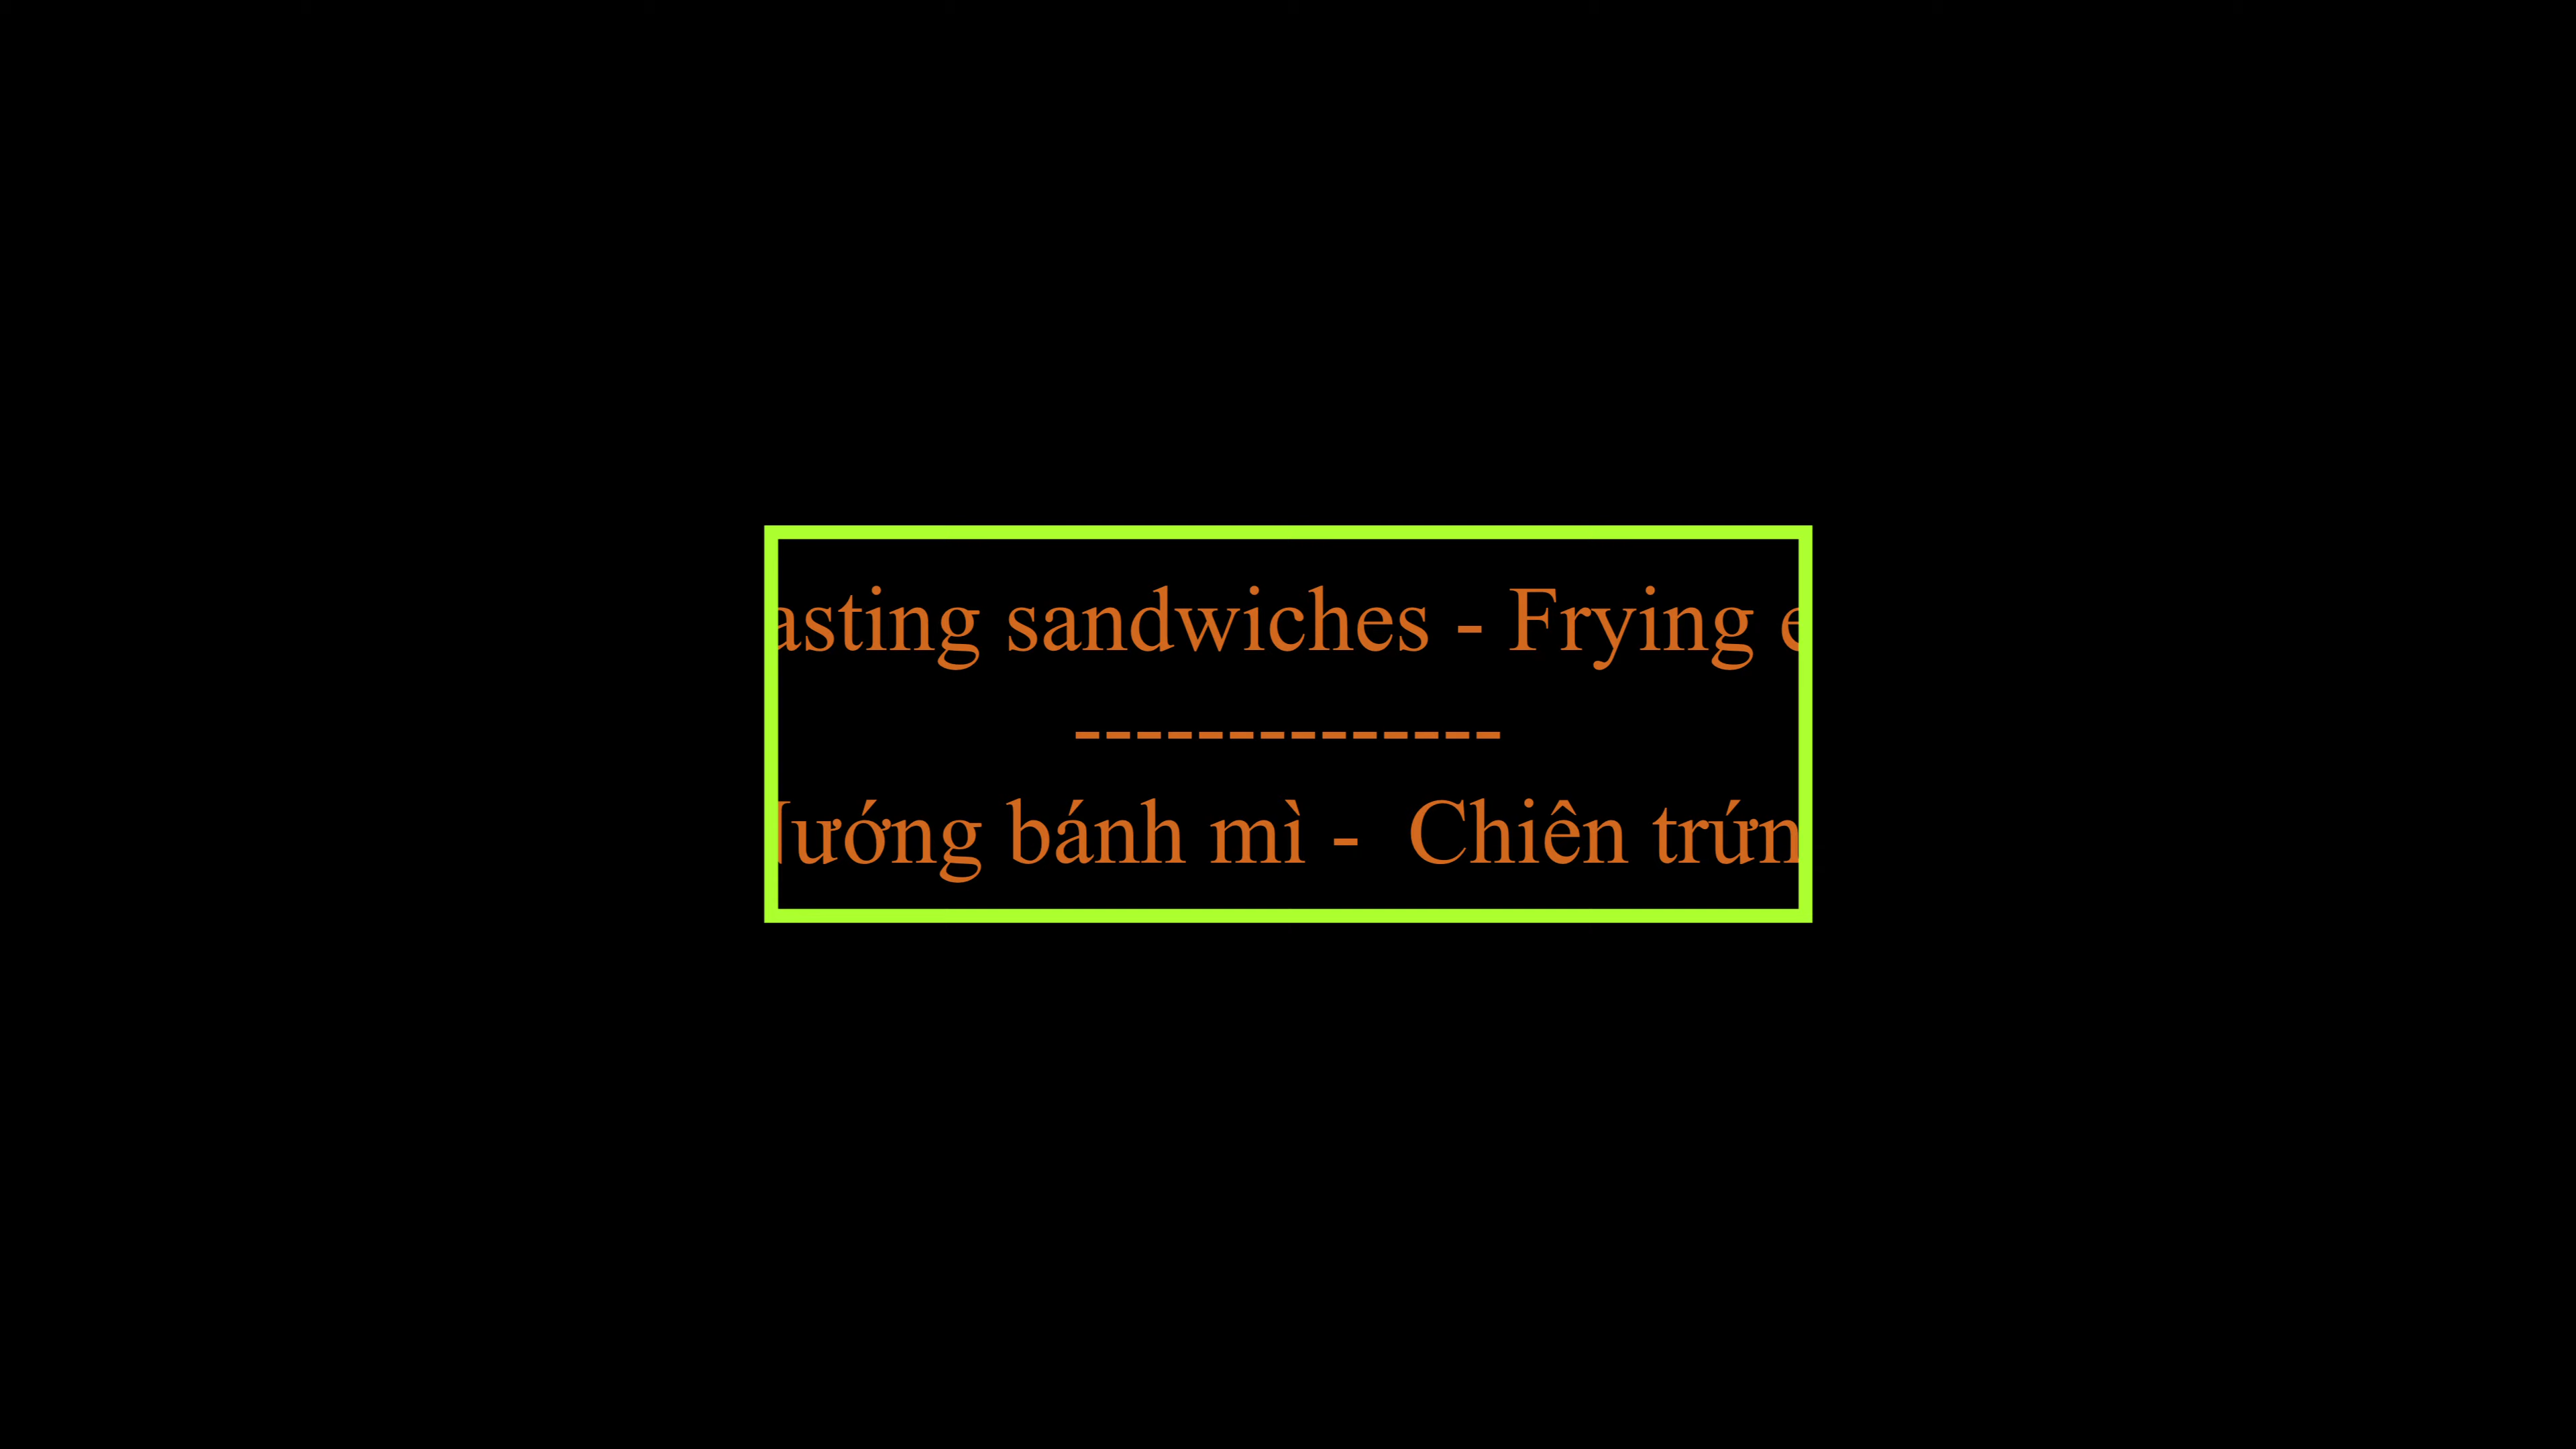 asting sandwiches - Frying
--------------
ướng bánh mì - Chiên trứn